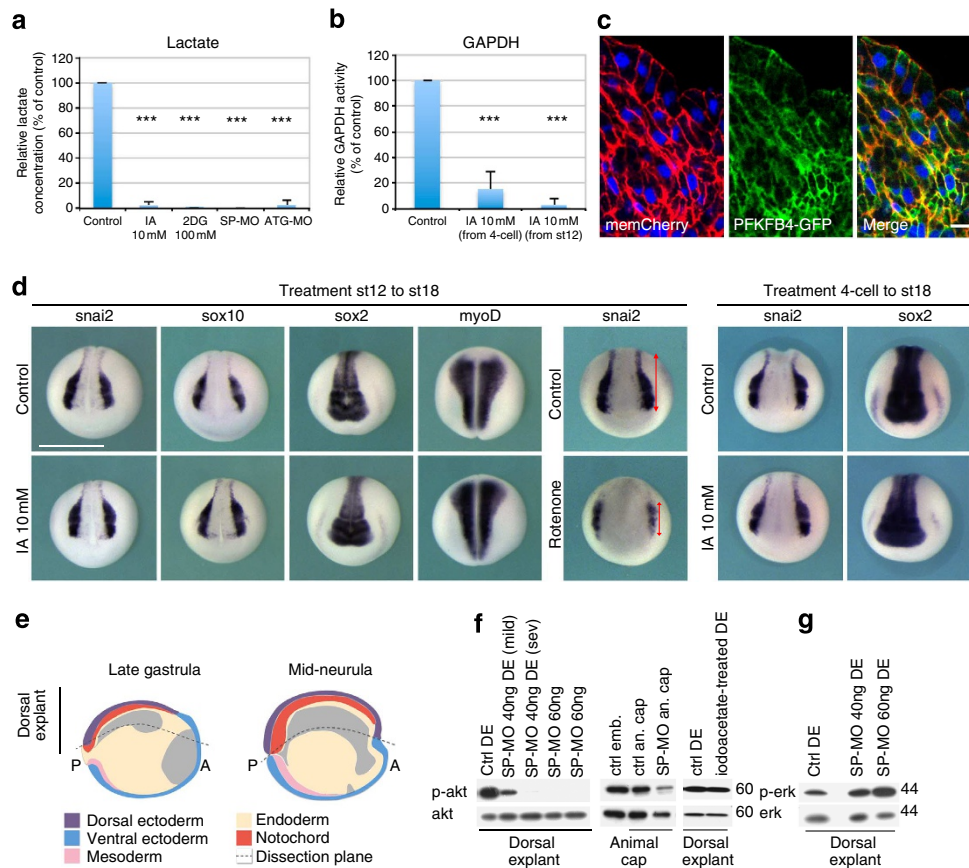 a
Lactate
Relative lactate
concentration (% of control)
120
100
80
60
40
20
0
***
***
***
***
Control
IA
10 mM
2DG
100 mM
SP-MO
ATG-MO
b
GAPDH
Relative GAPDH activity
(% of control)
120
100
80
60
40
20
0
***
***
Control
IA 10 mM
(from 4-cell)
IA 10 mM
(from st12)
c
memCherry
PFKFB4-GFP
Merge
d
Treatment st12 to st18
Treatment 4-cell to st18
snai2
sox10
sox2
myoD
snai2
snai2
sox2
Control
Control
Control
IA 10 mM
Rotenone
IA 10 mM
e
Late gastrula
Mid-neurula
Dorsal
explant
P
A
P
A
Dorsal ectoderm
Ventral ectoderm
Mesoderm
Endoderm
Notochord
Dissection plane
f
Ctrl DE
SP-MO 40ng DE (mild)
SP-MO 40ng DE (sev)
SP-MO 60ng
SP-MO 60ng
ctrl emb.
ctrl an. cap
SP-MO an. cap
ctrl DE
iodoacetate-treated DE
p-akt
60
akt
60
Dorsal
explant
Animal
cap
Dorsal
explant
g
Ctrl DE
SP-MO 40ng DE
SP-MO 60ng DE
p-erk
44
erk
44
Dorsal
explant